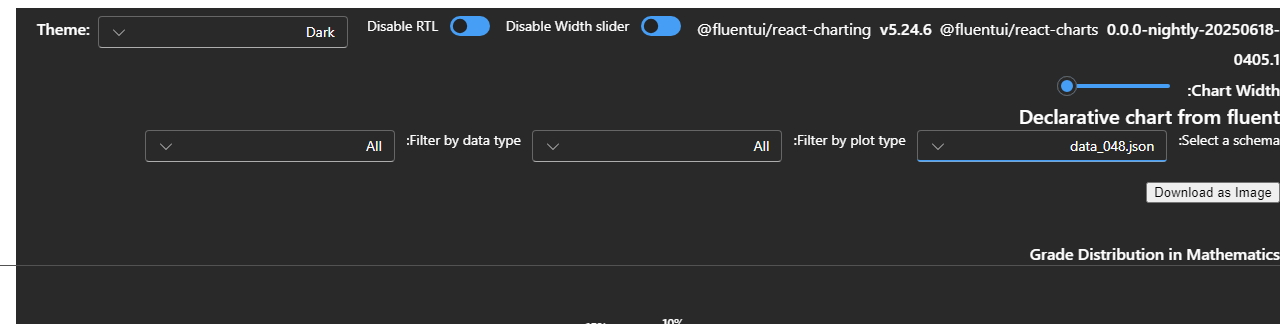 Theme: Dark Disable RTL Disable Width slider @fluentui/react-charting v5.24.6 @fluentui/react-charts 0.0.0-nightly-20250618-
0405.1
:Chart Width
Declarative chart from fluent
:Select a schema data_048.json :Filter by plot type All :Filter by data type All
Download as Image
Grade Distribution in Mathematics
10%